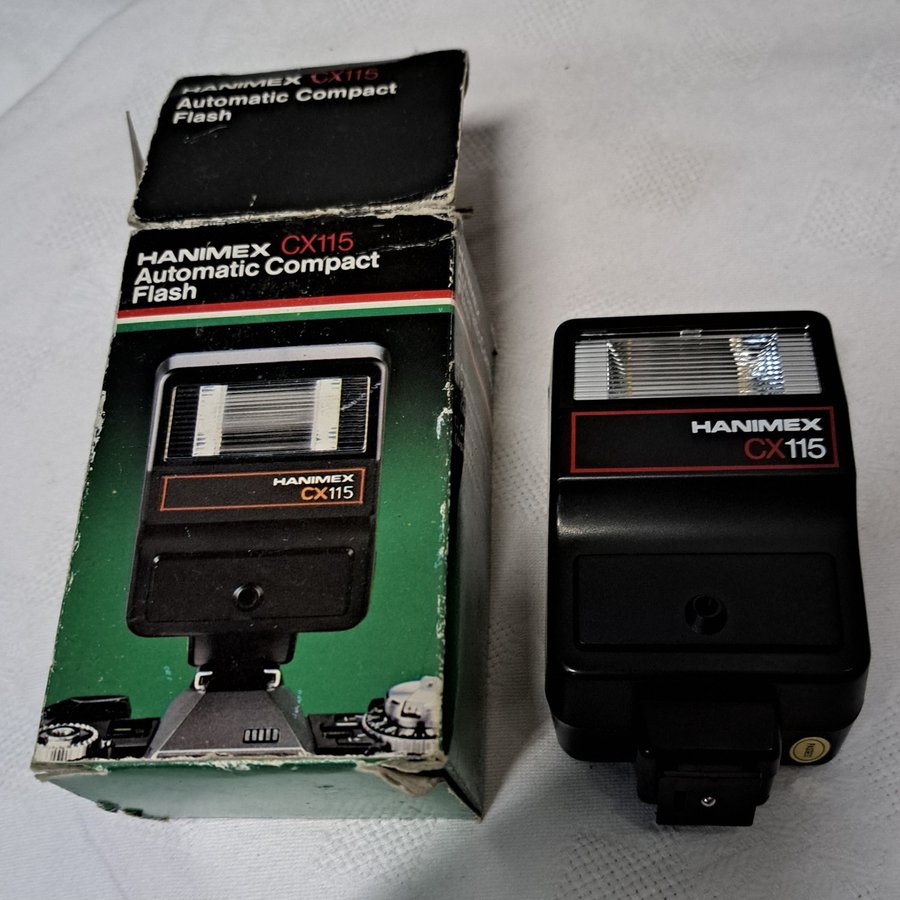 HANIMEX CX115
Automatic Compact
Flash
HANIMEX CX115
Automatic Compact
Flash
HANIMEX
CX115
HANIMEX
CX115